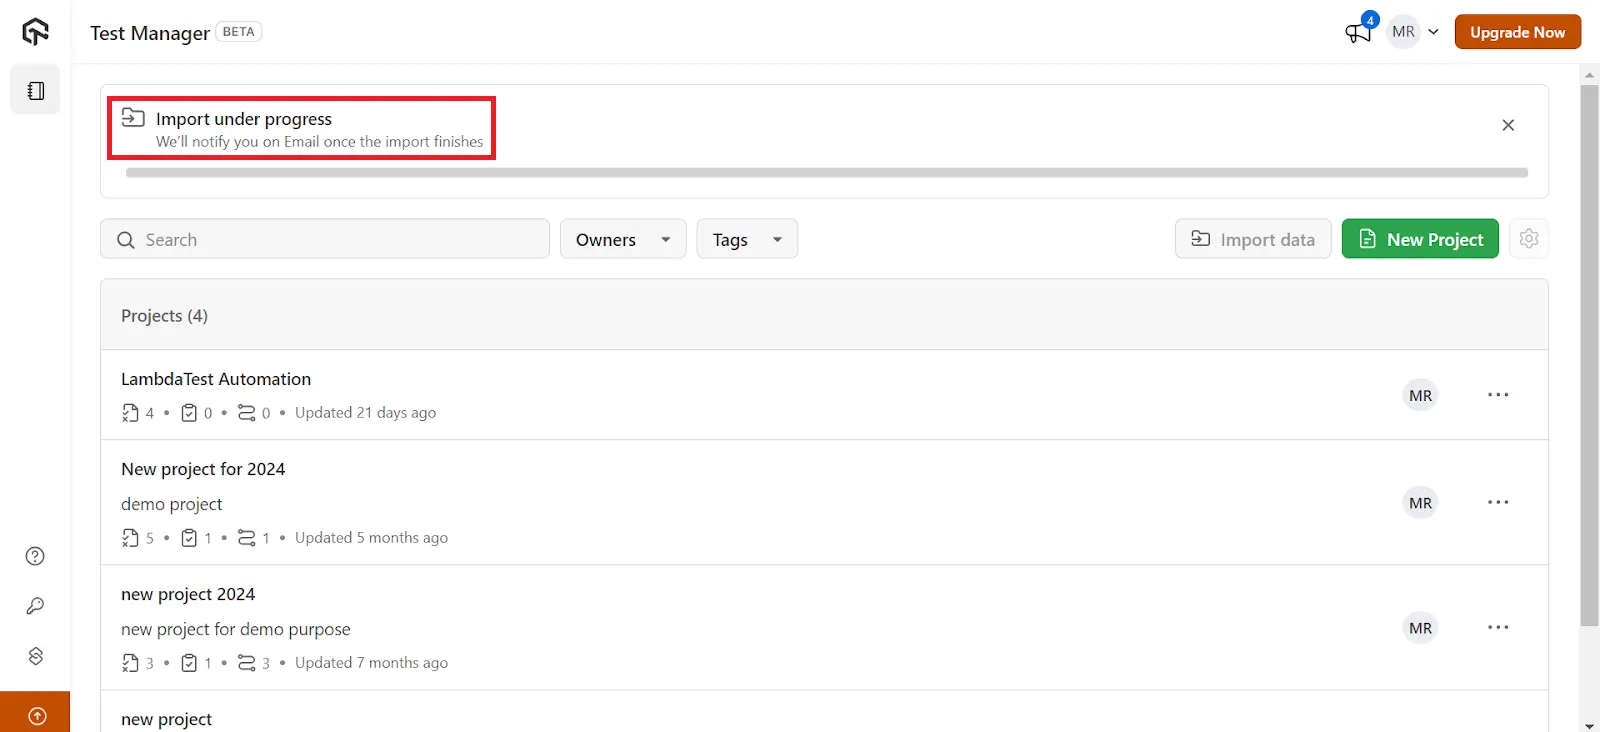 Test Manager BETA
4
MR
Upgrade Now
Import under progress
We'll notify you on Email once the import finishes
Search
Owners
Tags
Import data
New Project
Projects (4)
LambdaTest Automation
4 • 0 • 0 • Updated 21 days ago
MR
New project for 2024
demo project
5 • 1 • 1 • Updated 5 months ago
MR
new project 2024
new project for demo purpose
3 • 1 • 3 • Updated 7 months ago
MR
new project